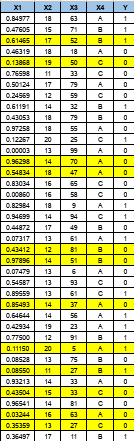 X1 X2 X3 X4 Y
0.84977 18 63 A 1
0.47605 15 71 B 1
0.61465 17 52 B 1
0.46319 18 18 A 0
0.13868 19 50 C 0
0.76598 11 33 C 0
0.50124 17 79 A 0
0.24569 12 59 C 0
0.61191 14 32 B 1
0.43053 18 79 B 0
0.97258 18 55 A 0
0.12267 20 25 C 1
0.00003 13 99 A 0
0.96298 14 70 A 0
0.54834 18 47 A 0
0.83034 16 65 C 0
0.00860 16 58 C 0
0.82984 18 9 A 1
0.94699 14 94 C 1
0.44872 17 49 B 0
0.07317 13 61 A 1
0.43412 12 81 B 0
0.97896 14 51 B 0
0.07479 13 6 A 0
0.54587 13 93 C 0
0.89559 13 61 C 1
0.85493 14 37 A 0
0.64644 14 56 A 1
0.42934 19 23 A 1
0.77500 12 91 B 1
0.11150 20 5 A 1
0.08528 13 75 B 0
0.08550 11 27 B 1
0.93213 14 33 A 0
0.43504 15 33 C 0
0.96541 14 81 C 0
0.03244 16 63 A 0
0.35359 13 27 C 0
0.36497 17 11 B 1